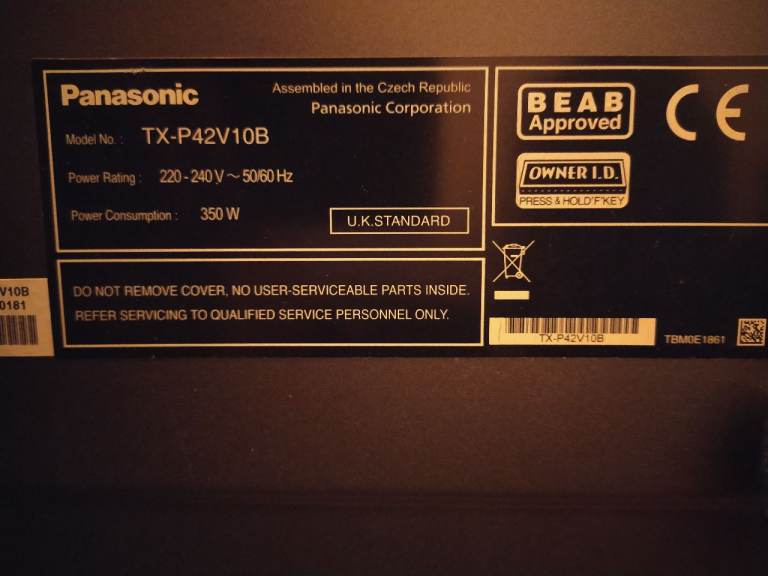 Panasonic
Assembled in the Czech Republic
Panasonic Corporation
Model No. : TX-P42V10B
Power Rating : 220 - 240 V ~ 50/60 Hz
Power Consumption : 350 W
U.K.STANDARD
DO NOT REMOVE COVER, NO USER-SERVICEABLE PARTS INSIDE.
REFER SERVICING TO QUALIFIED SERVICE PERSONNEL ONLY.
BEAB
Approved
CE
OWNER I.D.
PRESS & HOLD'F'KEY
TX-P42V10B
TBM0E1861
V10B
0181